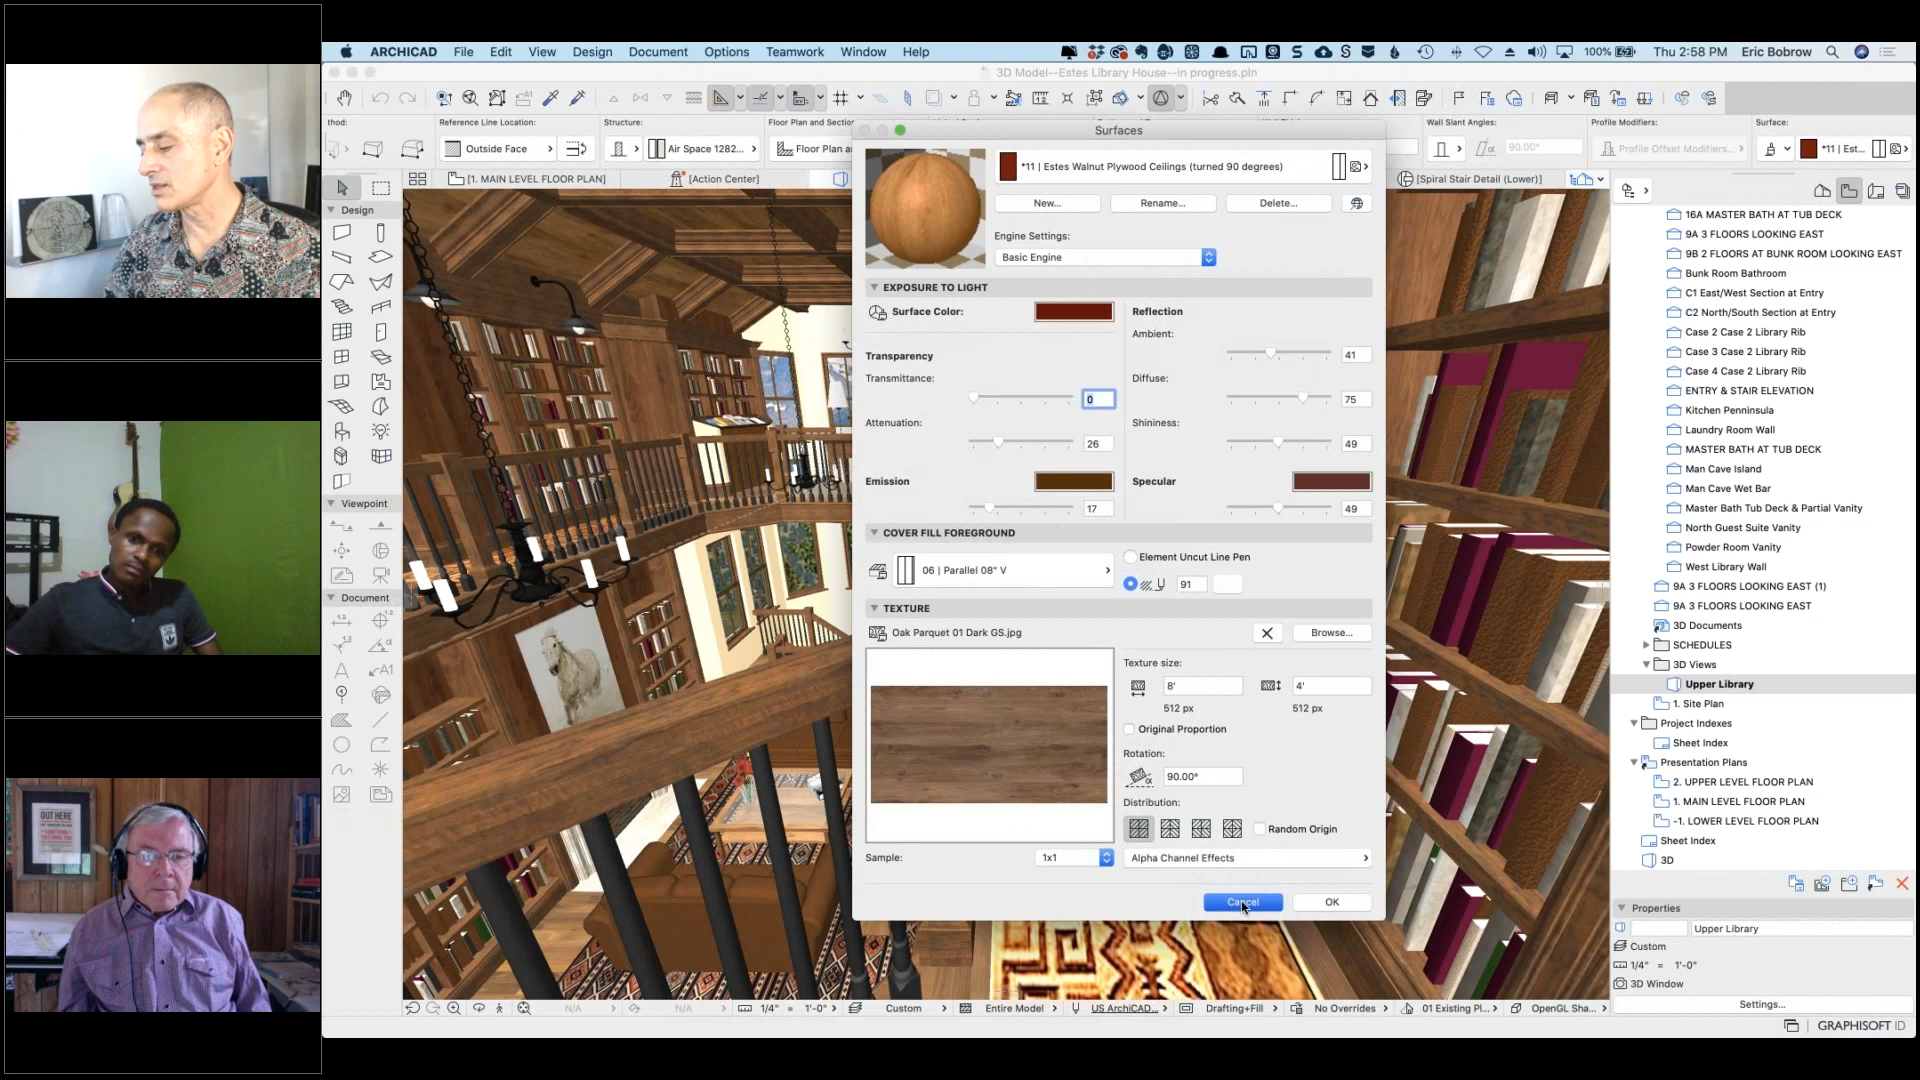 ARCHICAD File Edit View Design Document Options Teamwork Window Help 100% Thu 2:58 PM Eric Bobrow
3D Model--Estes Library House--in progress.pln
thod: Reference Line Location: Structure: Floor Plan and Section Wall Slant Angles: Profile Modifiers: Surface:
Outside Face Air Space 1282... Floor Plan an 90.00° Profile Offset Modifiers... *11 | Est...
[1. MAIN LEVEL FLOOR PLAN] [Action Center] [Spiral Stair Detail (Lower)]
Design
Viewpoint
Document
Surfaces
*11 | Estes Walnut Plywood Ceilings (turned 90 degrees)
New... Rename... Delete...
Engine Settings:
Basic Engine
EXPOSURE TO LIGHT
Surface Color: Reflection
Ambient:
41
Transparency
Transmittance: Diffuse:
0 75
Attenuation: Shininess:
26 49
Emission Specular
17 49
COVER FILL FOREGROUND
06 | Parallel 08" V Element Uncut Line Pen
91
TEXTURE
Oak Parquet 01 Dark GS.jpg Browse...
Texture size:
8' 4'
512 px 512 px
Original Proportion
Rotation:
90.00°
Distribution:
Random Origin
Sample: 1x1 Alpha Channel Effects
Cancel OK
16A MASTER BATH AT TUB DECK
9A 3 FLOORS LOOKING EAST
9B 2 FLOORS AT BUNK ROOM LOOKING EAST
Bunk Room Bathroom
C1 East/West Section at Entry
C2 North/South Section at Entry
Case 2 Case 2 Library Rib
Case 3 Case 2 Library Rib
Case 4 Case 2 Library Rib
ENTRY & STAIR ELEVATION
Kitchen Penninsula
Laundry Room Wall
MASTER BATH AT TUB DECK
Man Cave Island
Man Cave Wet Bar
Master Bath Tub Deck & Partial Vanity
North Guest Suite Vanity
Powder Room Vanity
West Library Wall
9A 3 FLOORS LOOKING EAST (1)
9A 3 FLOORS LOOKING EAST
3D Documents
SCHEDULES
3D Views
Upper Library
1. Site Plan
Project Indexes
Sheet Index
Presentation Plans
2. UPPER LEVEL FLOOR PLAN
1. MAIN LEVEL FLOOR PLAN
-1. LOWER LEVEL FLOOR PLAN
Sheet Index
3D
Properties
Upper Library
Custom
1/4" = 1'-0"
3D Window
Settings...
N/A N/A 1/4" = 1'-0" Custom Entire Model US ArchiCAD... Drafting+Fill No Overrides 01 Existing Pl... OpenGL Sha...
GRAPHISOFT ID
OUT HERE